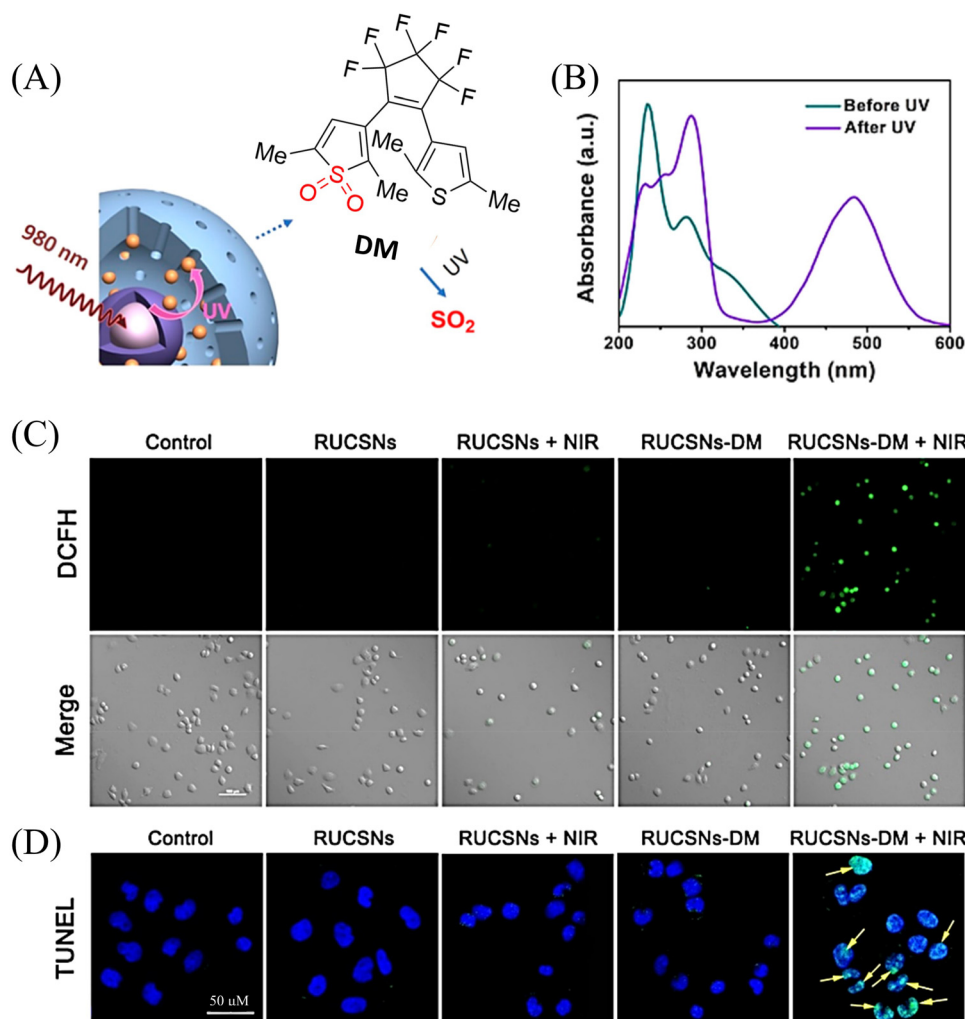 (A)
F F
F F
F F
Me
Me
Me
S
O O
S
Me
DM
980 nm
UV
UV
SO₂
(B)
Before UV
After UV
Absorbance (a.u.)
200 300 400 500 600
Wavelength (nm)
(C)
Control RUCSNs RUCSNs + NIR RUCSNs-DM RUCSNs-DM + NIR
DCFH
Merge
(D)
Control RUCSNs RUCSNs + NIR RUCSNs-DM RUCSNs-DM + NIR
TUNEL
50 uM